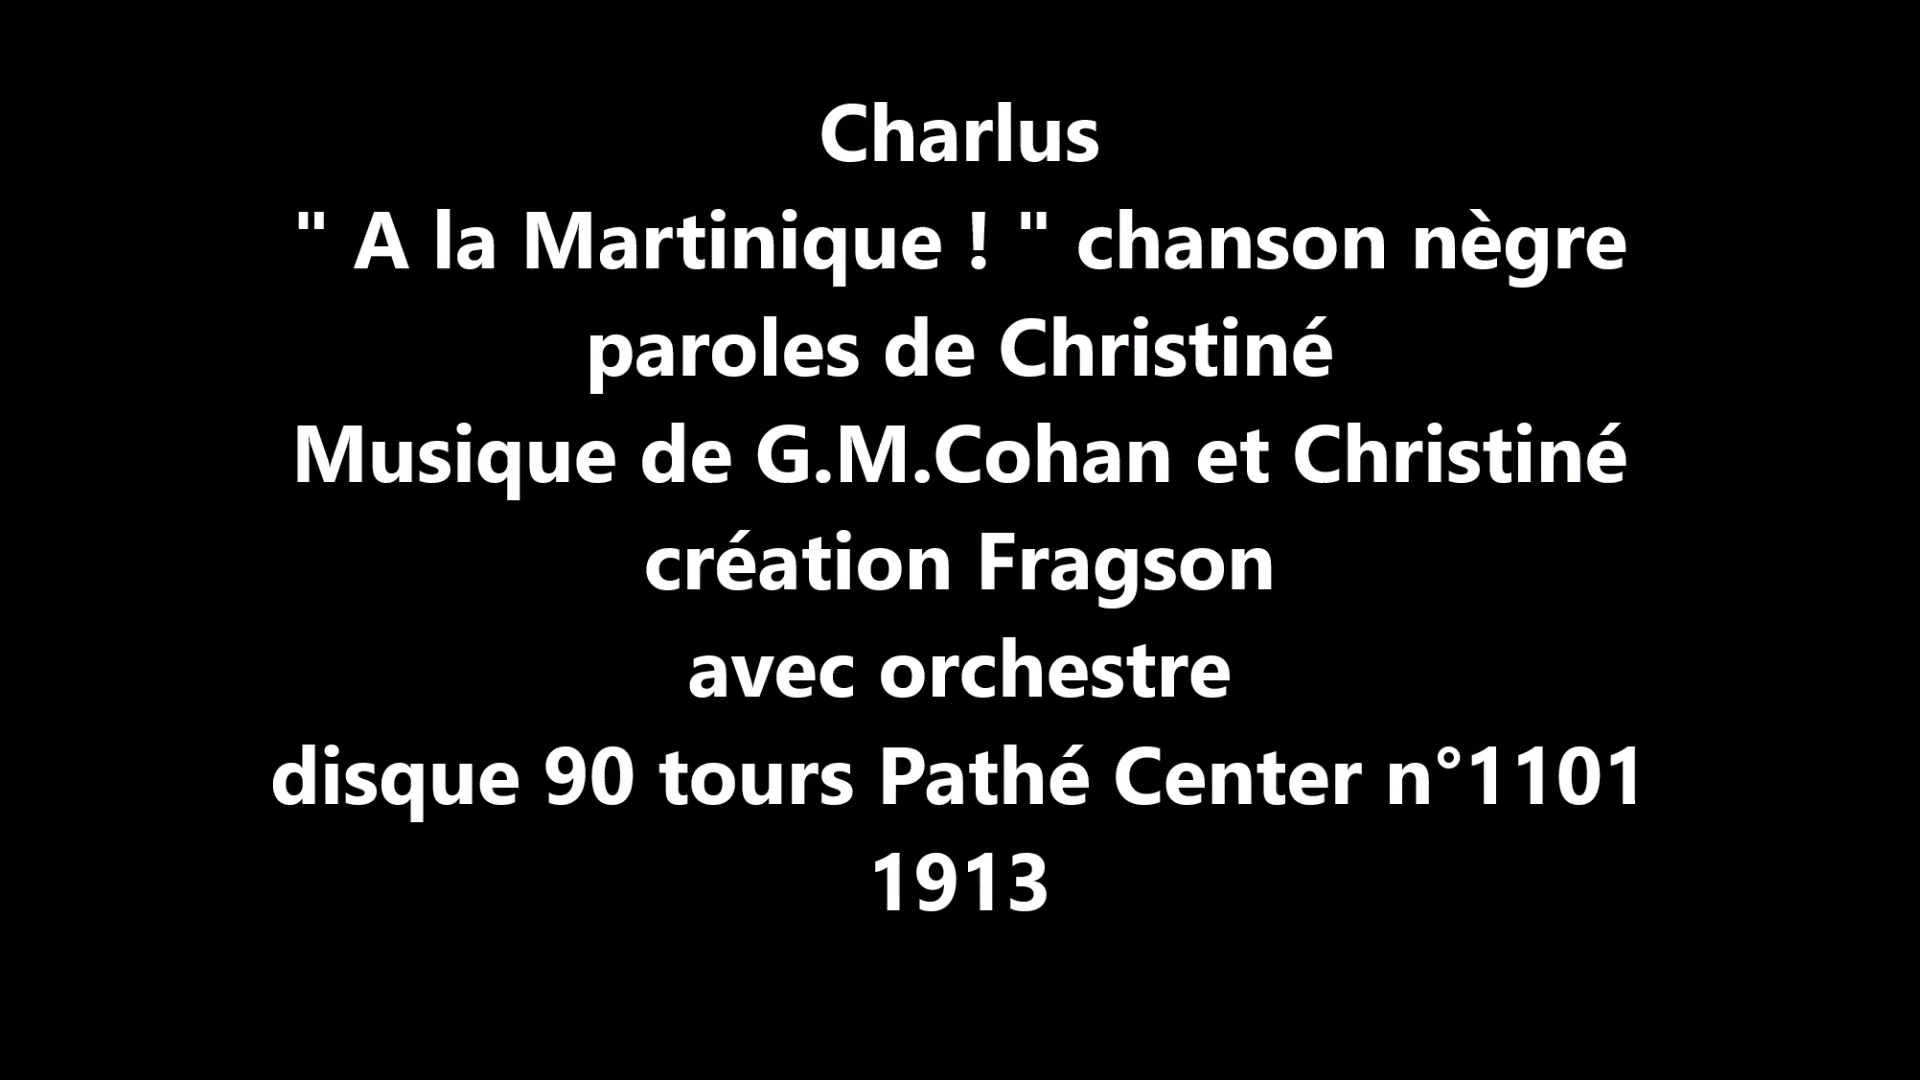 Charlus
" A la Martinique ! " chanson nègre
paroles de Christiné
Musique de G.M.Cohan et Christiné
création Fragson
avec orchestre
disque 90 tours Pathé Center n°1101
1913